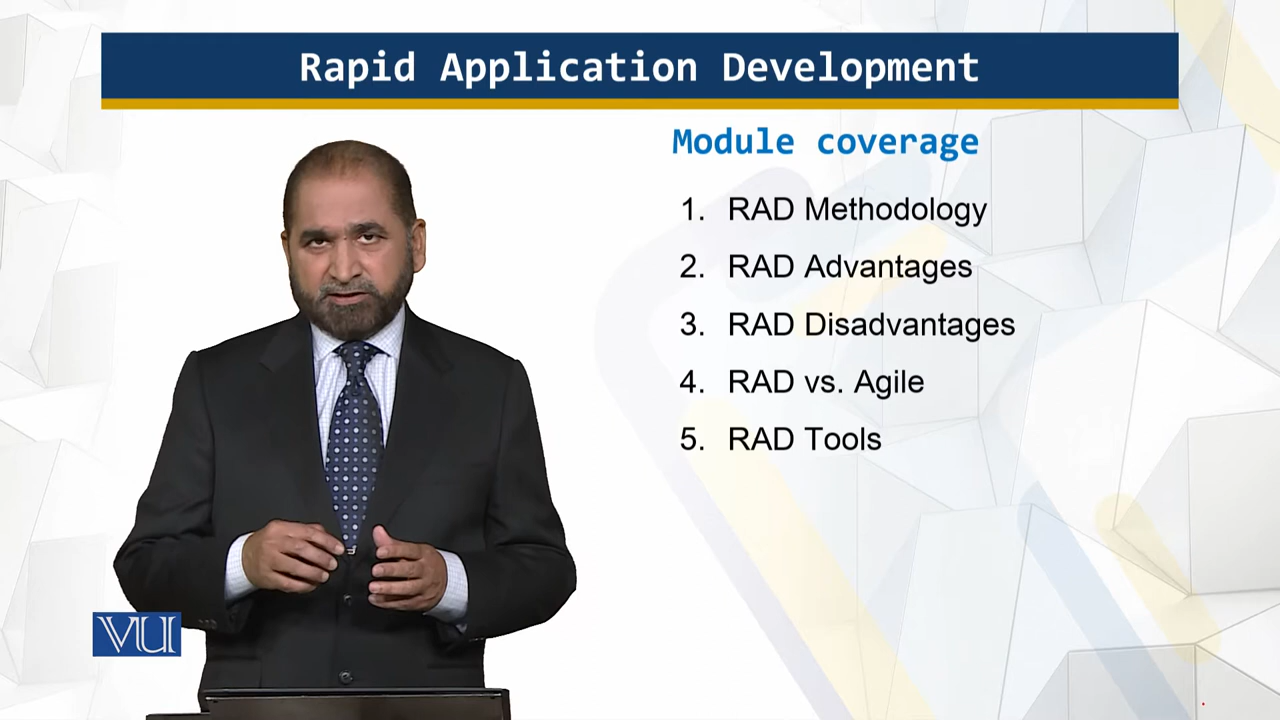 Rapid Application Development
Module coverage
1. RAD Methodology
2. RAD Advantages
3. RAD Disadvantages
4. RAD vs. Agile
5. RAD Tools
VU